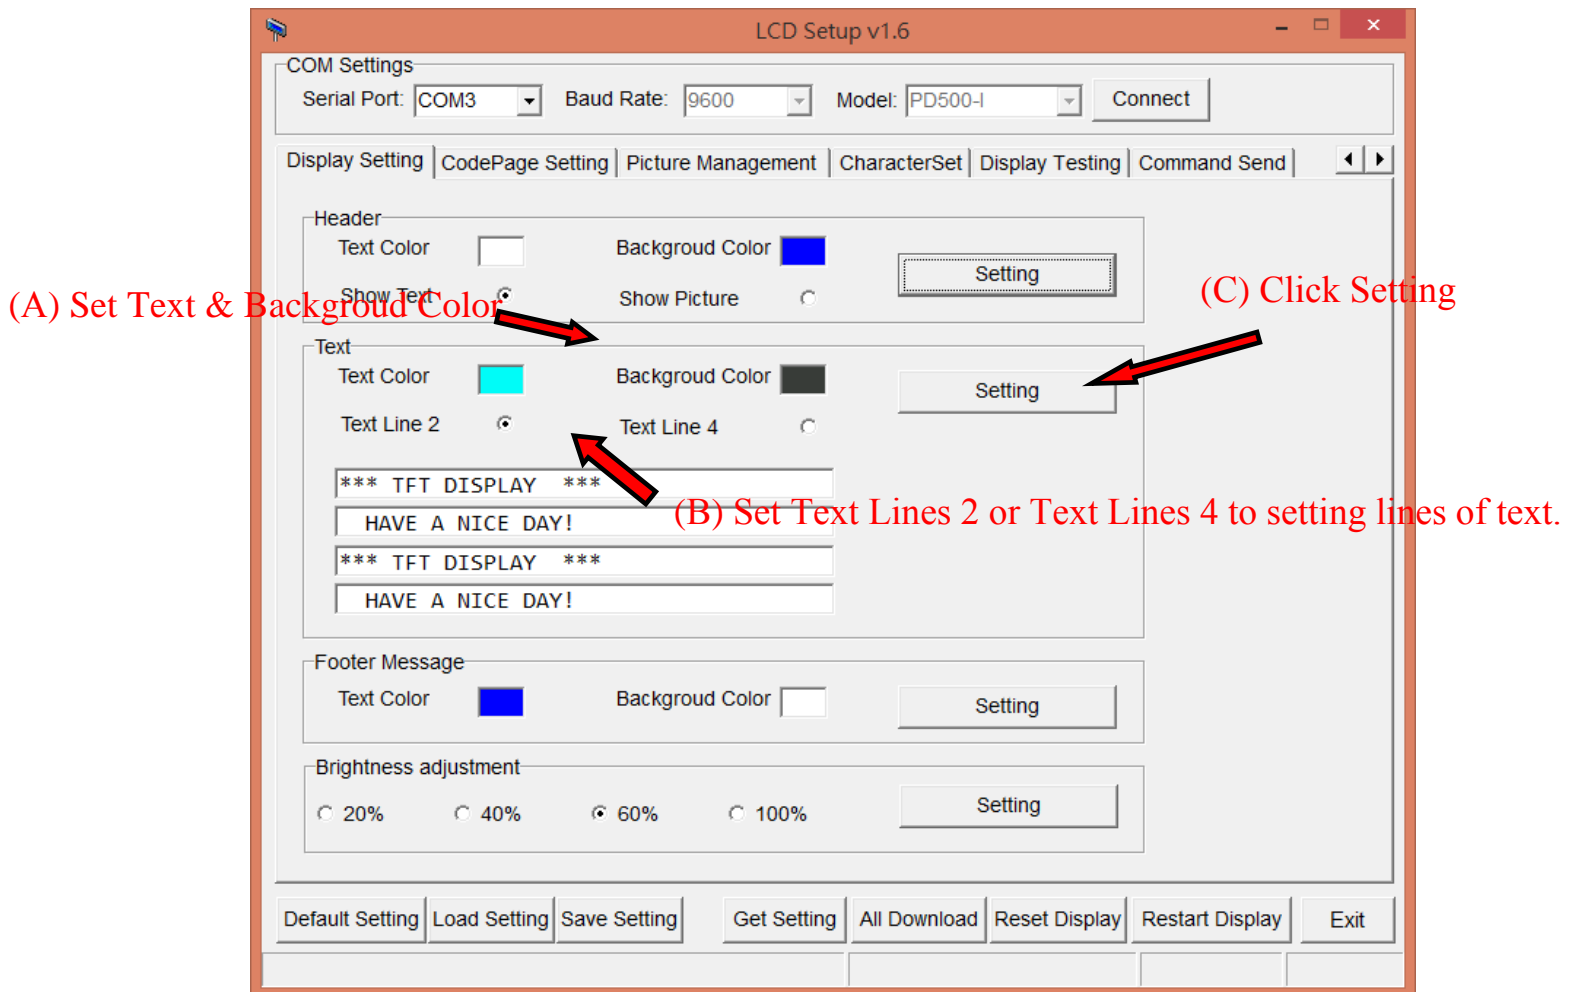 LCD Setup v1.6
COM Settings
Serial Port: COM3 Baud Rate: 9600 Model: PD500-I Connect
Display Setting CodePage Setting Picture Management CharacterSet Display Testing Command Send
Header
Text Color Backgroud Color Setting
Show Text Show Picture
(A) Set Text & Backgroud Color
(C) Click Setting
Text
Text Color Backgroud Color Setting
Text Line 2 Text Line 4
*** TFT DISPLAY ***
(B) Set Text Lines 2 or Text Lines 4 to setting lines of text.
HAVE A NICE DAY!
*** TFT DISPLAY ***
HAVE A NICE DAY!
Footer Message
Text Color Backgroud Color Setting
Brightness adjustment
20% 40% 60% 100% Setting
Default Setting Load Setting Save Setting Get Setting All Download Reset Display Restart Display Exit